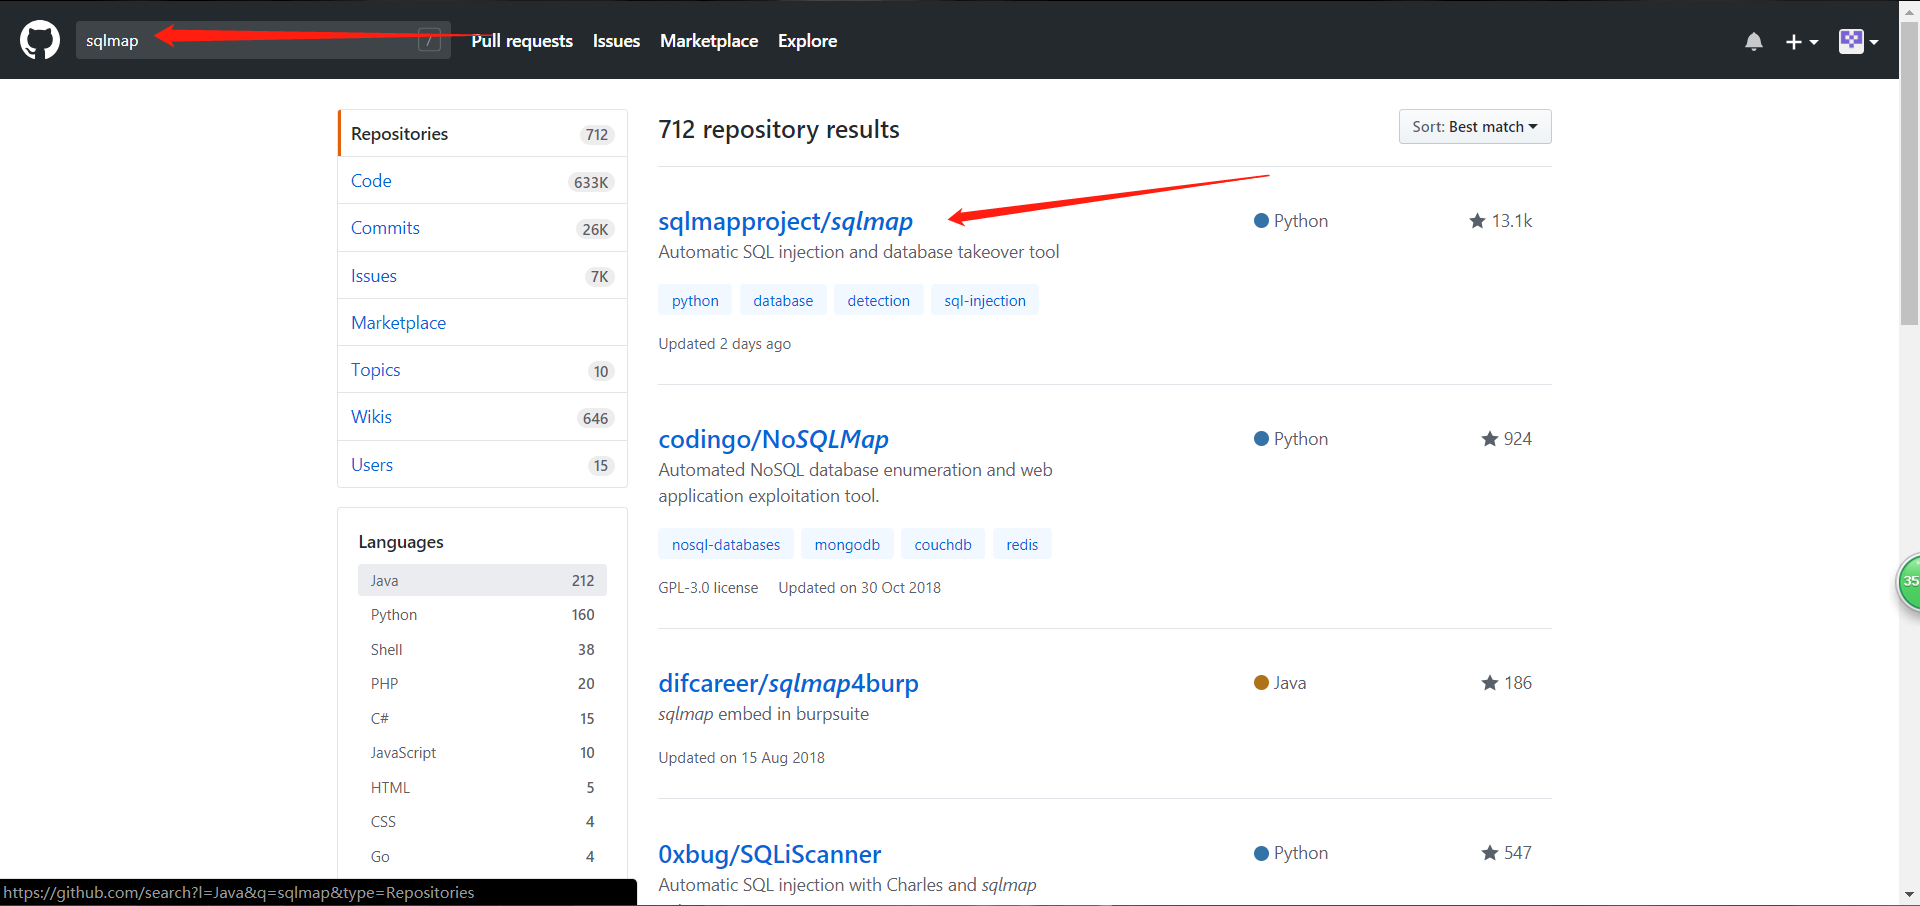 sqlmap
/
Pull requests Issues Marketplace Explore
Repositories 712
Code 633K
Commits 26K
Issues 7K
Marketplace
Topics 10
Wikis 646
Users 15
Languages
Java 212
Python 160
Shell 38
PHP 20
C# 15
JavaScript 10
HTML 5
CSS 4
Go 4
712 repository results
Sort: Best match
sqlmapproject/sqlmap
Python
13.1k
Automatic SQL injection and database takeover tool
python database detection sql-injection
Updated 2 days ago
codingo/NoSQLMap
Python
924
Automated NoSQL database enumeration and web
application exploitation tool.
nosql-databases mongodb couchdb redis
GPL-3.0 license Updated on 30 Oct 2018
difcareer/sqlmap4burp
Java
186
sqlmap embed in burpsuite
Updated on 15 Aug 2018
0xbug/SQLiScanner
Python
547
Automatic SQL injection with Charles and sqlmap
35
https://github.com/search?l=Java&q=sqlmap&type=Repositories